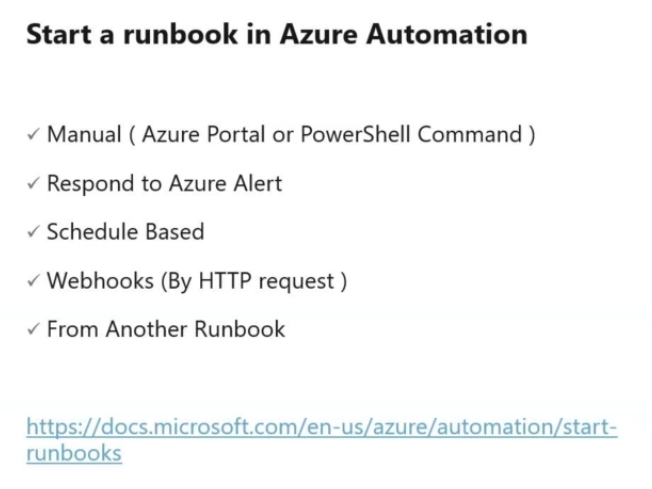 Start a runbook in Azure Automation
✓ Manual ( Azure Portal or PowerShell Command )
✓ Respond to Azure Alert
✓ Schedule Based
✓ Webhooks (By HTTP request )
✓ From Another Runbook
https://docs.microsoft.com/en-us/azure/automation/start-
runbooks